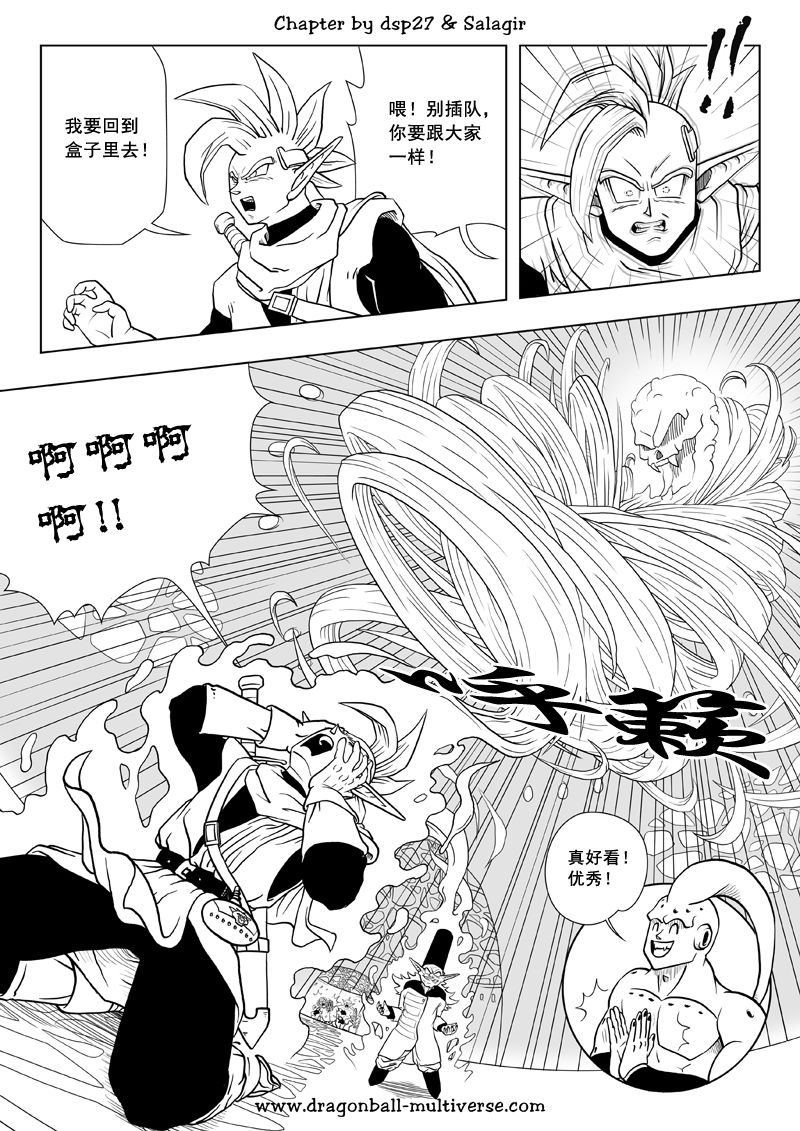 Chapter by dsp27 & Salagir
我要回到
盒子里去！
喂！别插队，
你要跟大家
一样！
!!
啊啊啊
啊!!
真好看！
优秀！
www.dragonball-multiverse.com